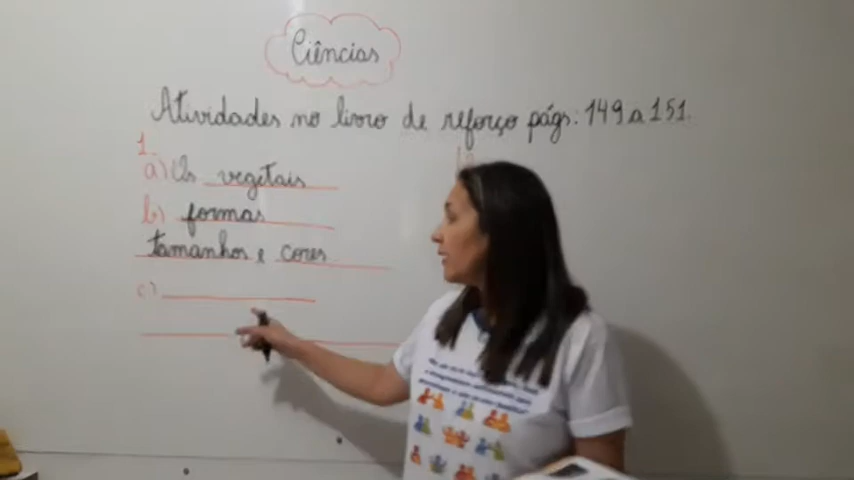 Ciências
Atividades no livro de reforço págs: 149 a 151.
1.
a) Os vegetais
b) formas
tamanhos e cores
c)